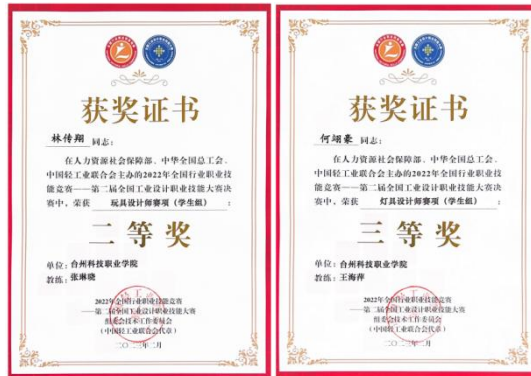 获奖证书
林传翔 同志：
在人力资源社会保障部、中华全国总工会、
中国轻工业联合会主办的2022年全国行业职业技
能竞赛——第二届全国工业设计职业技能大赛决
赛中，荣获 玩具设计师赛项（学生组） ：
二等奖
单位：台州科技职业学院
教练：张琳晓
2022年全国行业职业技能竞赛
——第二届全国工业设计职业技能大赛
组委会技术工作委员会
（中国轻工业联合会代章）
二〇二三年二月
获奖证书
何翊豪 同志：
在人力资源社会保障部、中华全国总工会、
中国轻工业联合会主办的2022年全国行业职业技
能竞赛——第二届全国工业设计职业技能大赛决
赛中，荣获 灯具设计师赛项（学生组） ：
三等奖
单位：台州科技职业学院
教练：王海萍
2022年全国行业职业技能竞赛
——第二届全国工业设计职业技能大赛
组委会技术工作委员会
（中国轻工业联合会代章）
二〇二三年二月